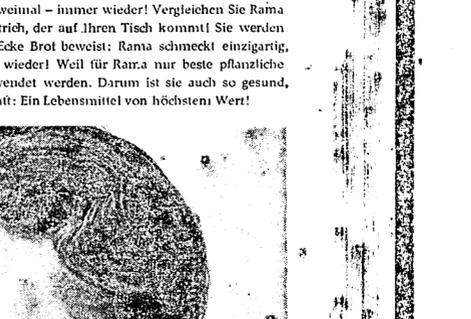 weimal – immer wieder! Vergleichen Sie Rama
trich, der auf Ihren Tisch kommt! Sie werden
Ecke Brot beweist: Rama schmeckt einzigartig,
wieder! Weil für Rama nur beste pflanzliche
wendet werden. Darum ist sie auch so gesund,
aft: Ein Lebensmittel von höchstem Wert!